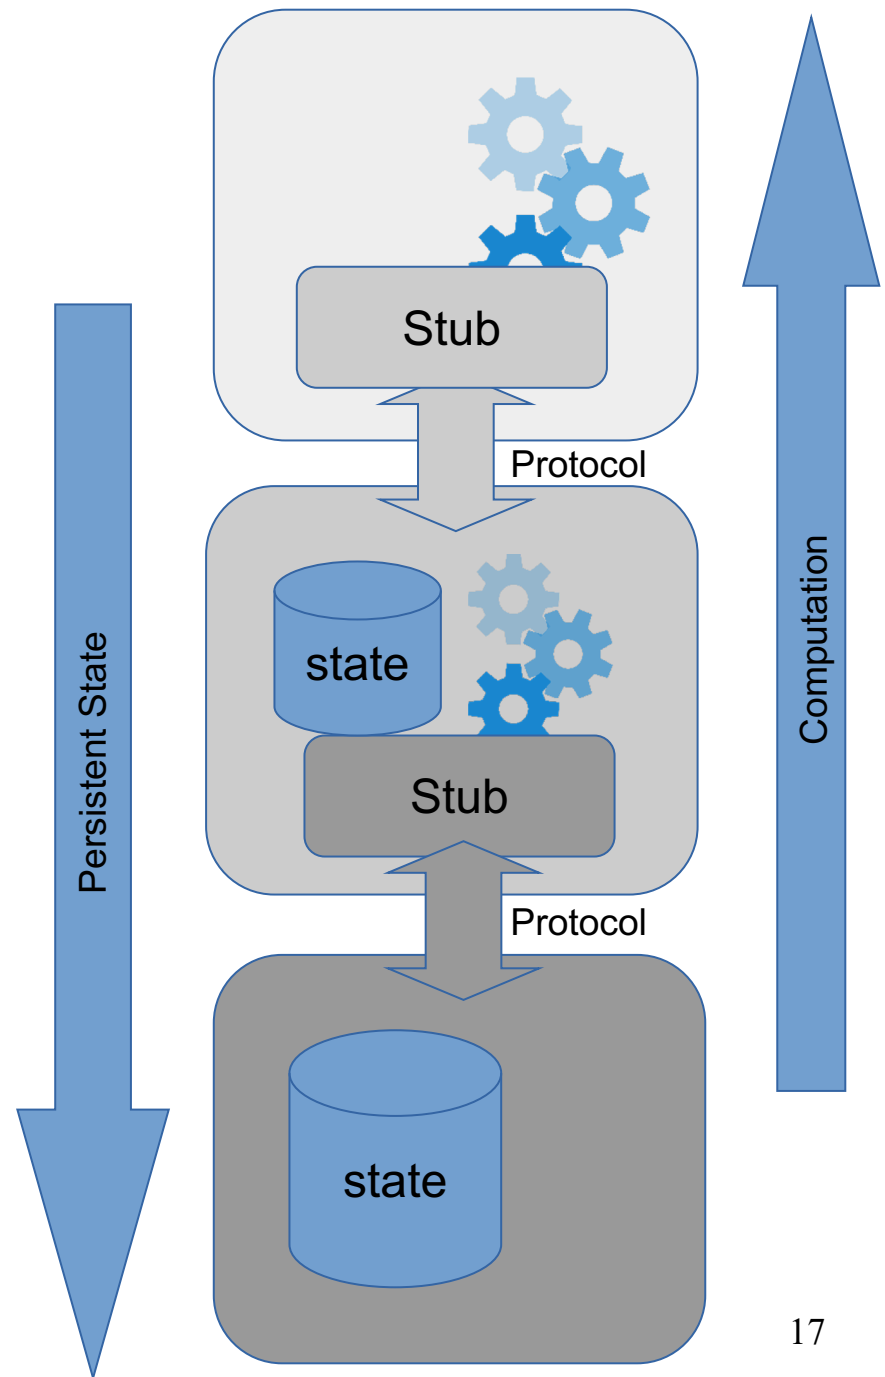 Stub
Protocol
state
Stub
Protocol
state
Persistent State
Computation
17